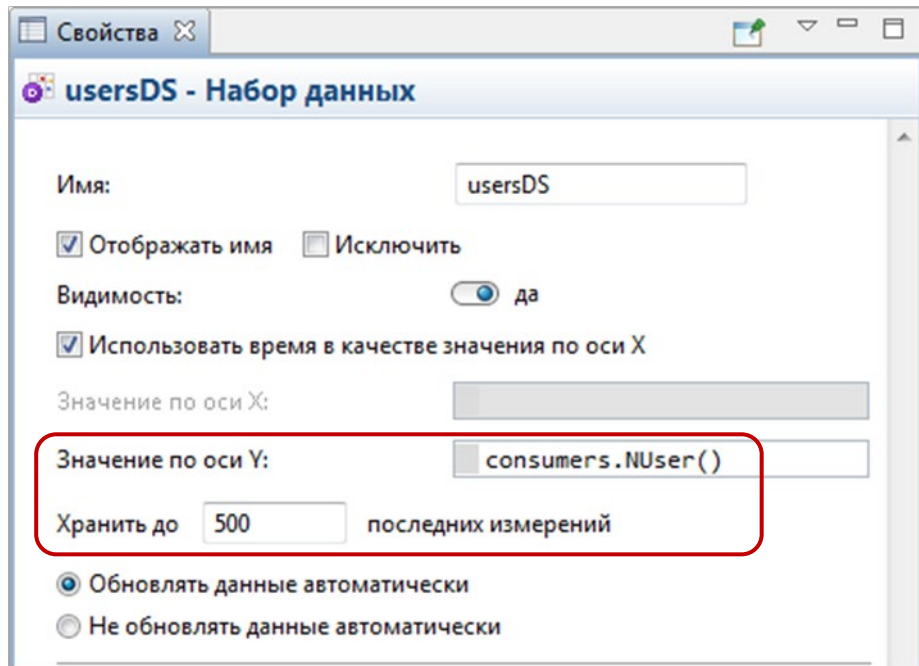 Свойства
usersDS - Набор данных
Имя: usersDS
Отображать имя Исключить
Видимость: да
Использовать время в качестве значения по оси X
Значение по оси X:
Значение по оси Y: consumers.NUser()
Хранить до 500 последних измерений
Обновлять данные автоматически
Не обновлять данные автоматически